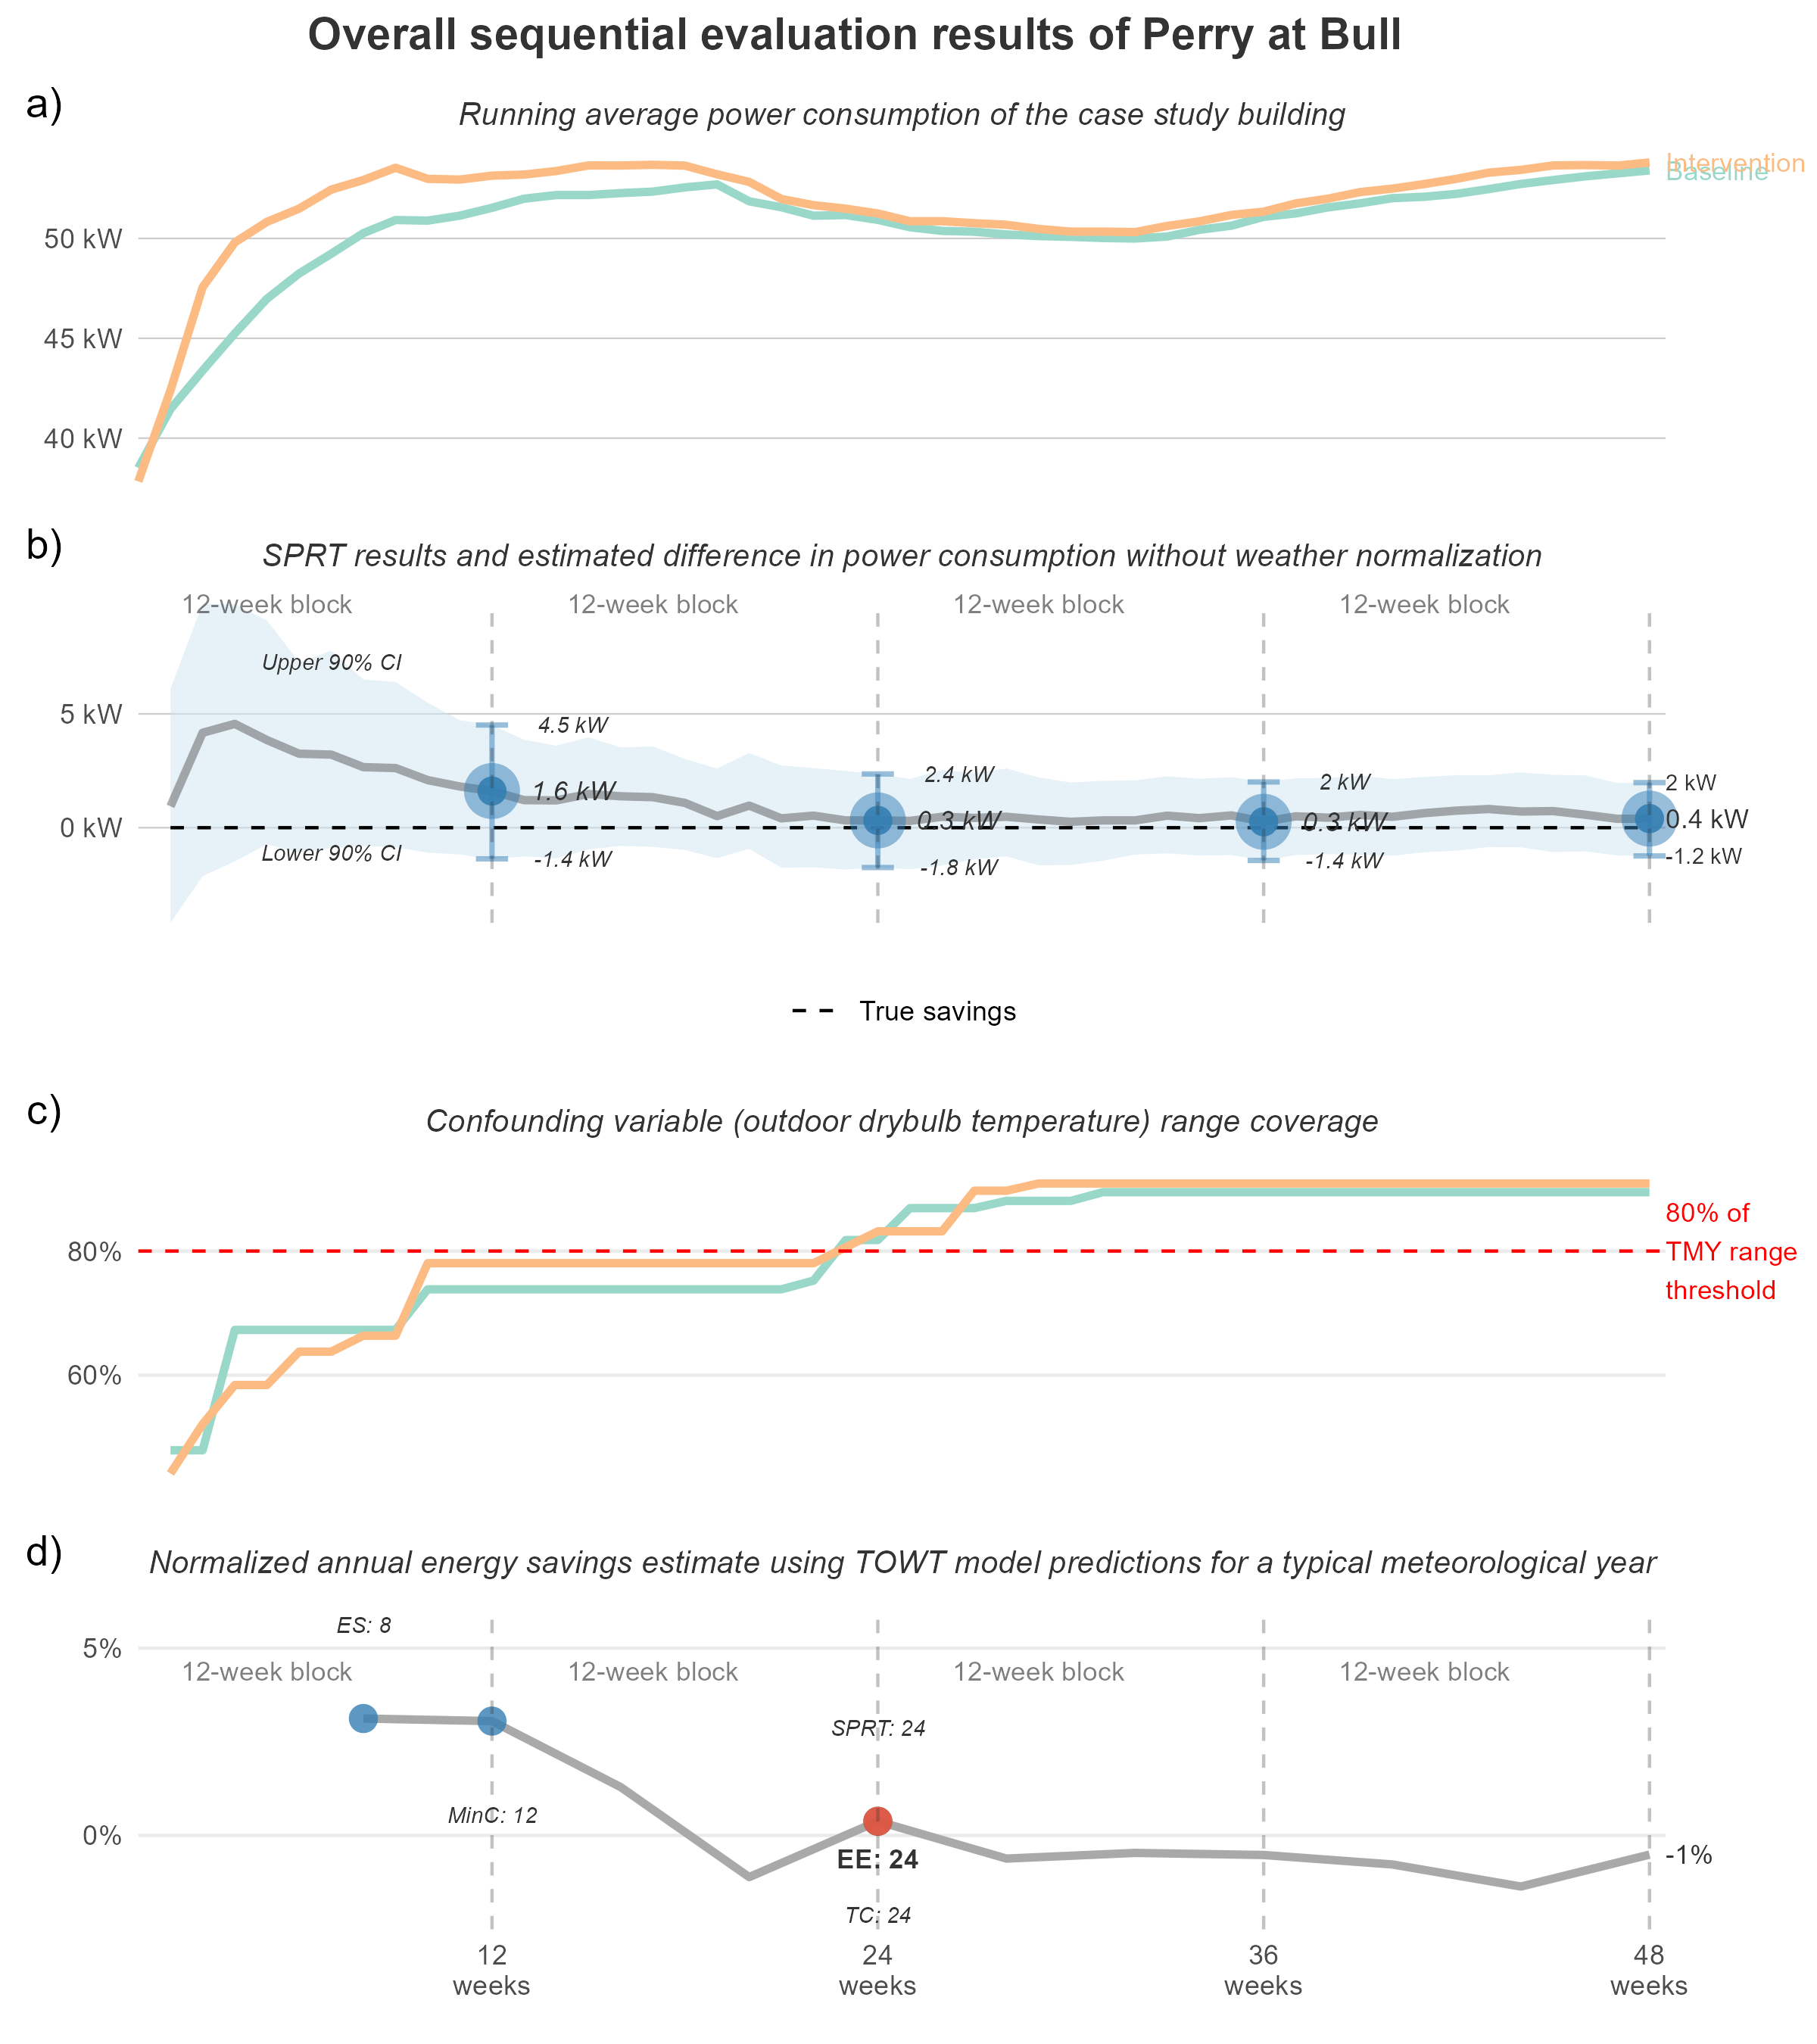 Overall sequential evaluation results of Perry at Bull
a)
Running average power consumption of the case study building
Intervention
Baseline
50 kW
45 kW
40 kW
b)
SPRT results and estimated difference in power consumption without weather normalization
12-week block
12-week block
12-week block
12-week block
Upper 90% CI
5 kW
4.5 kW
2.4 kW
2 kW
2 kW
1.6 kW
0.3 kW
0.3 kW
0.4 kW
0 kW
Lower 90% CI
-1.4 kW
-1.8 kW
-1.4 kW
-1.2 kW
True savings
c)
Confounding variable (outdoor drybulb temperature) range coverage
80% of
TMY range
threshold
80%
60%
d)
Normalized annual energy savings estimate using TOWT model predictions for a typical meteorological year
ES: 8
5%
12-week block
12-week block
12-week block
12-week block
SPRT: 24
MinC: 12
0%
EE: 24
-1%
TC: 24
12
weeks
24
weeks
36
weeks
48
weeks